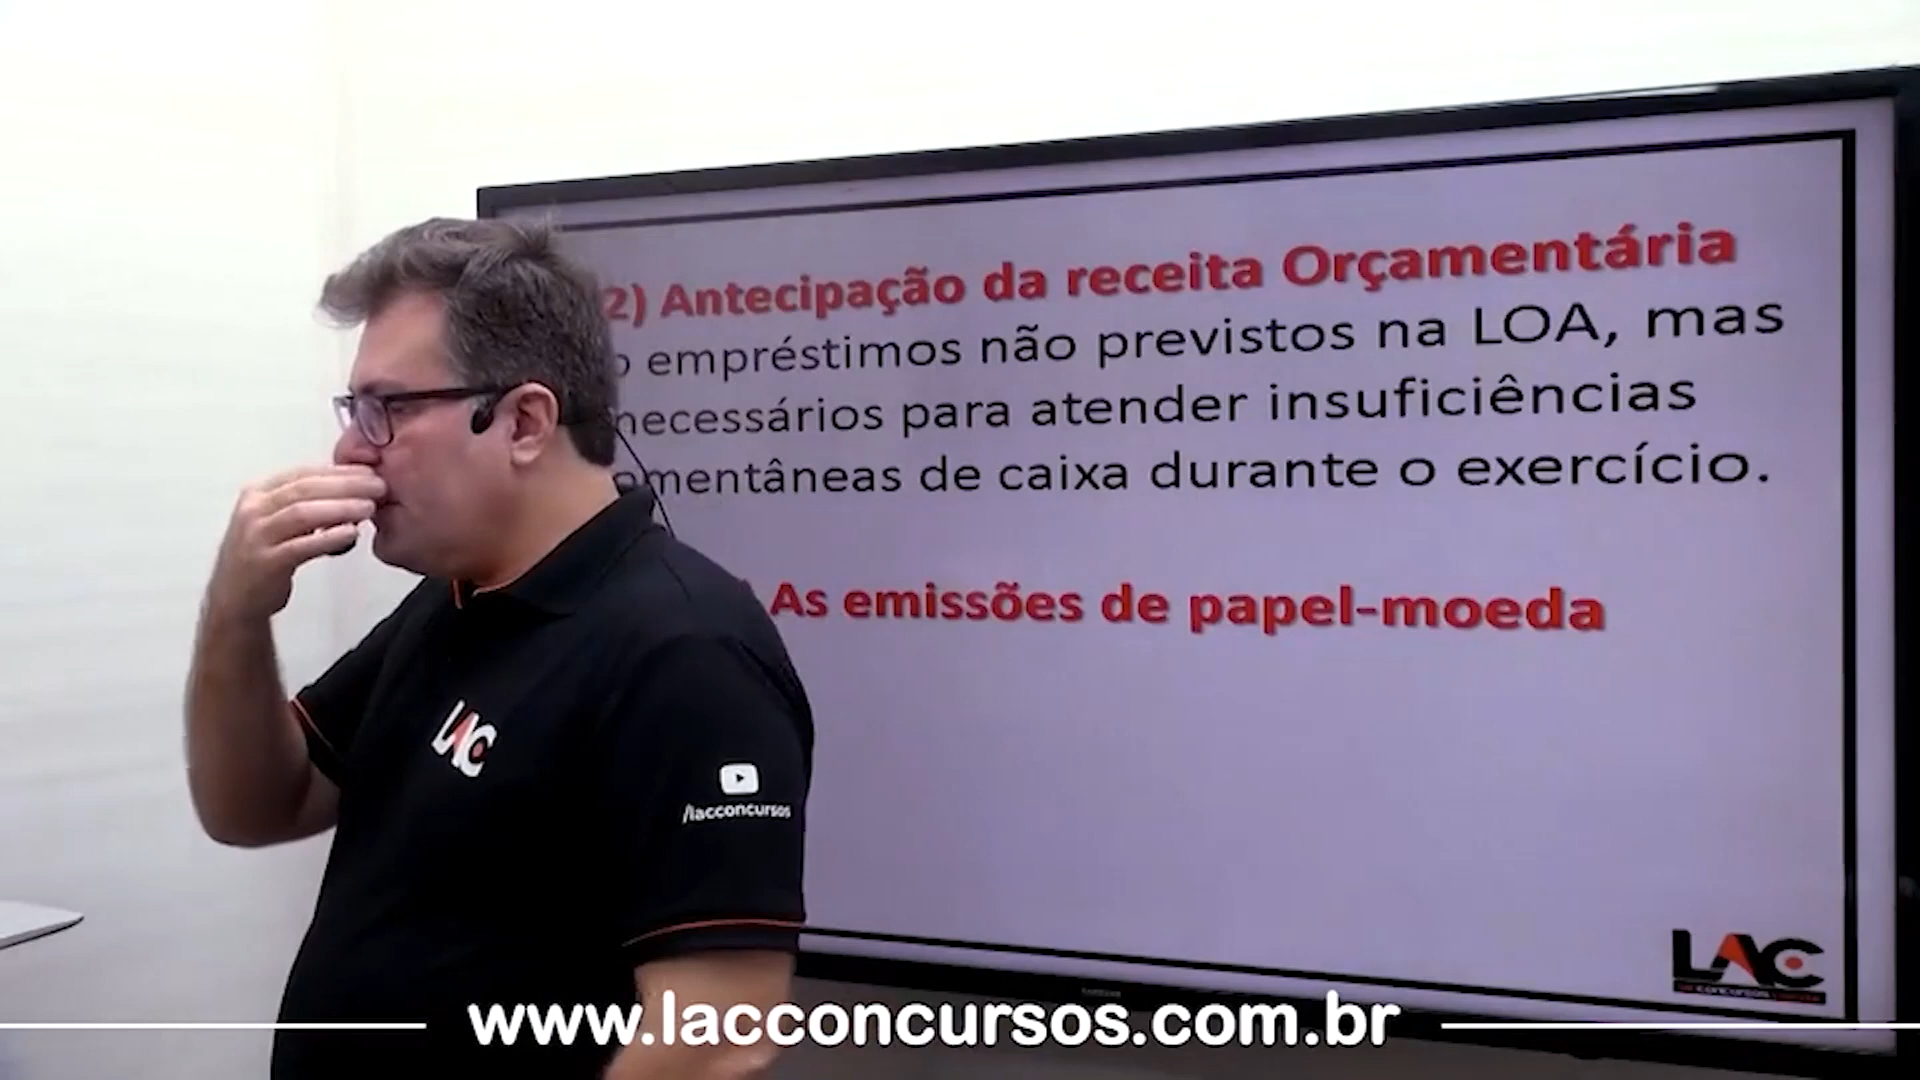 2) Antecipação da receita Orçamentária
empréstimos não previstos na LOA, mas
necessários para atender insuficiências
de caixa durante o exercício.
As emissões de papel-moeda
LAC
/lacconcursos
LAC
www.lacconcursos.com.br